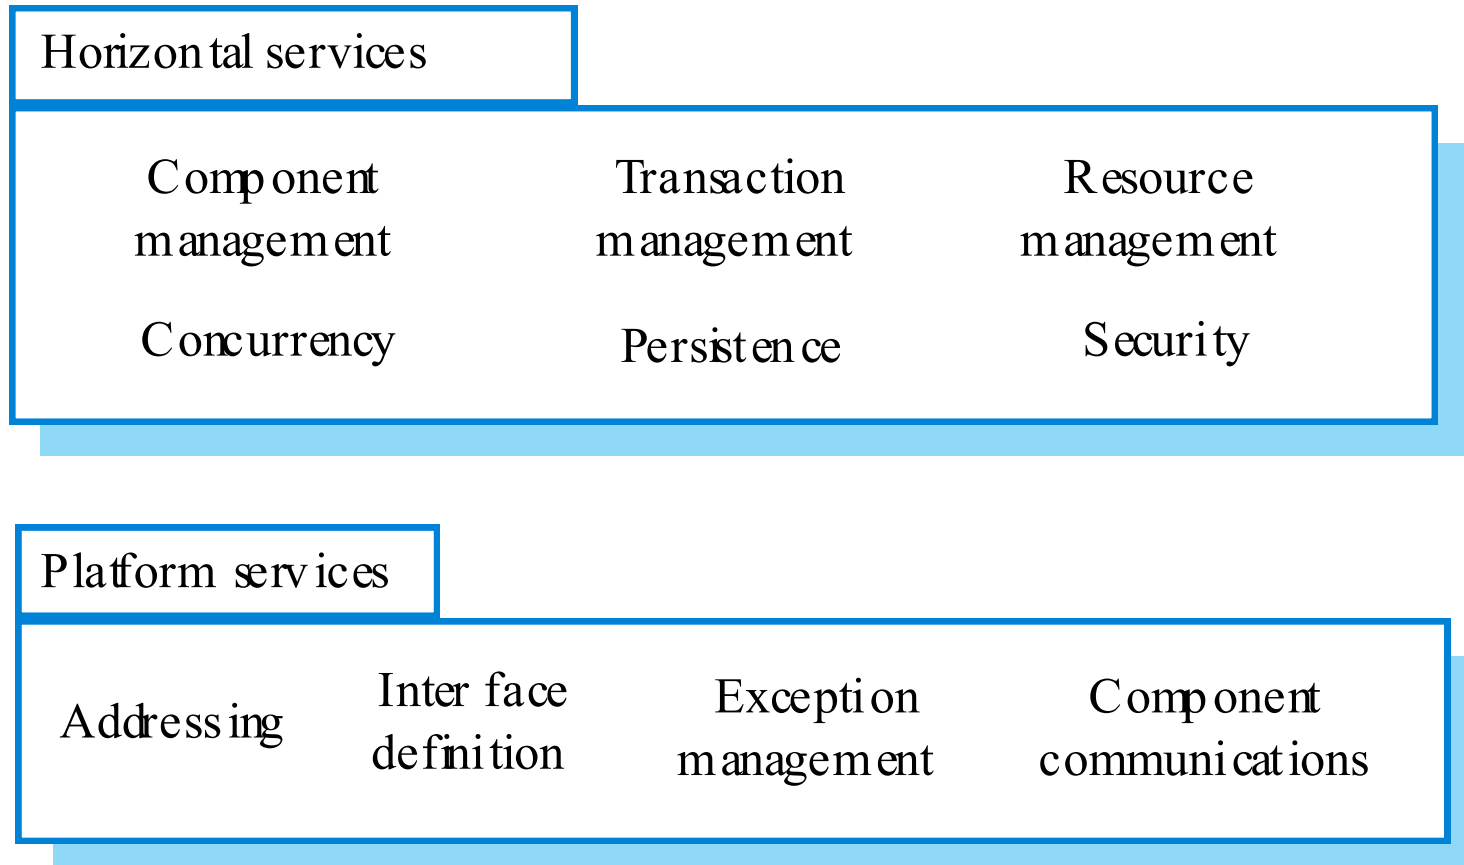 Horizontal services
Component Transaction Resource
management management management
Concurrency Persistence Security
Platform services
Addressing
Interface Exception Component
definition management communications